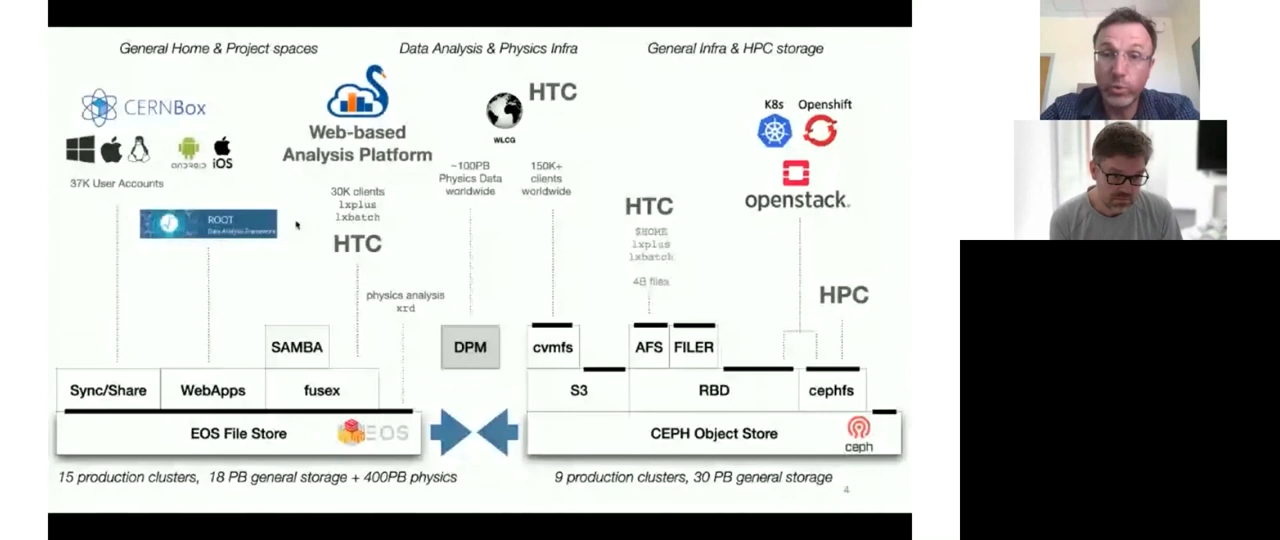 General Home & Project spaces
Data Analysis & Physics Infra
General Infra & HPC storage
CERNBox
android
iOS
37K User Accounts
ROOT
Data Analysis Framework
Web-based
Analysis Platform
30K clients
lxplus
lxbatch
HTC
physics analysis
xrd
WLCG
HTC
~100PB
Physics Data
worldwide
150K+
clients
worldwide
HTC
$HOME
lxplus
lxbatch
4B files
K8s
Openshift
openstack.
HPC
SAMBA
DPM
cvmfs
AFS
FILER
Sync/Share
WebApps
fusex
S3
RBD
cephfs
EOS File Store
EOS
CEPH Object Store
ceph
15 production clusters, 18 PB general storage + 400PB physics
9 production clusters, 30 PB general storage
4